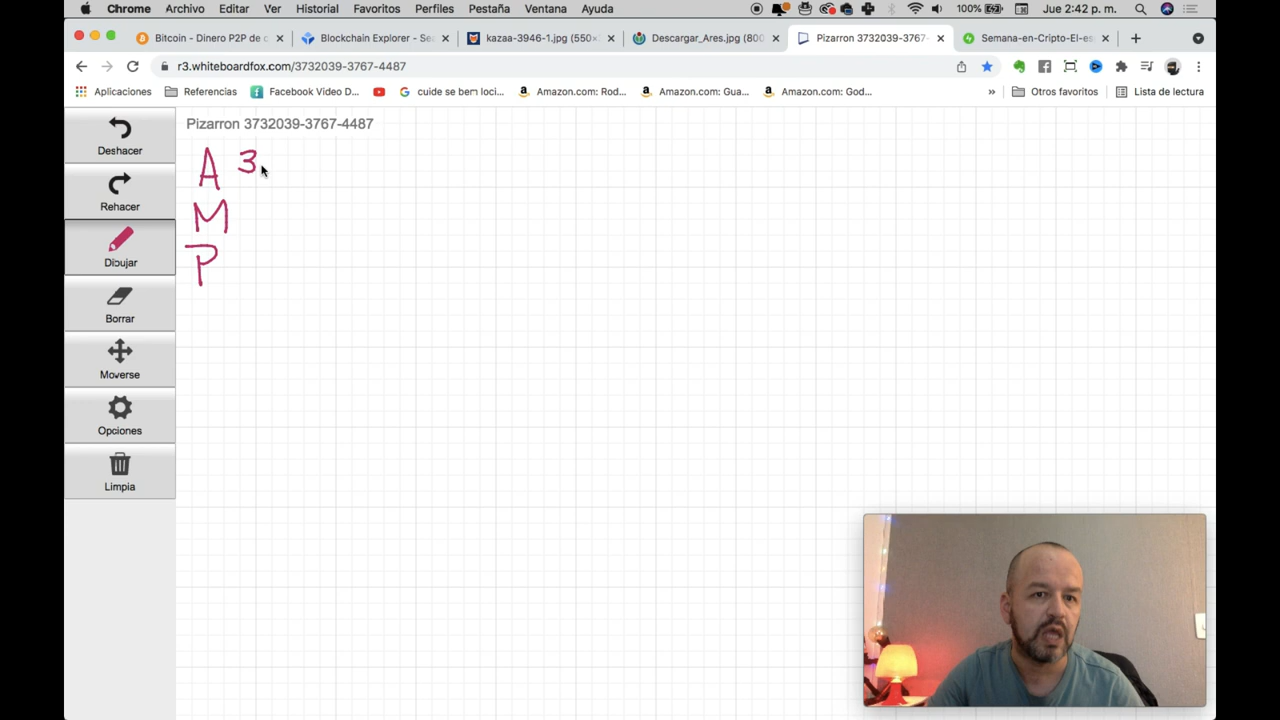 Chrome Archivo Editar Ver Historial Favoritos Perfiles Pestaña Ventana Ayuda 100% Jue 2:42 p. m.
Bitcoin - Dinero P2P de c Blockchain Explorer - Sea kazaa-3946-1.jpg (550× Descargar_Ares.jpg (800 Pizarron 3732039-3767- Semana-en-Cripto-El-es
r3.whiteboardfox.com/3732039-3767-4487
Aplicaciones Referencias Facebook Video D... cuide se bem loci... Amazon.com: Rod... Amazon.com: Gua... Amazon.com: God... » Otros favoritos Lista de lectura
Pizarron 3732039-3767-4487
Deshacer
Rehacer
Dibujar
Borrar
Moverse
Opciones
Limpia
A 3
M
P